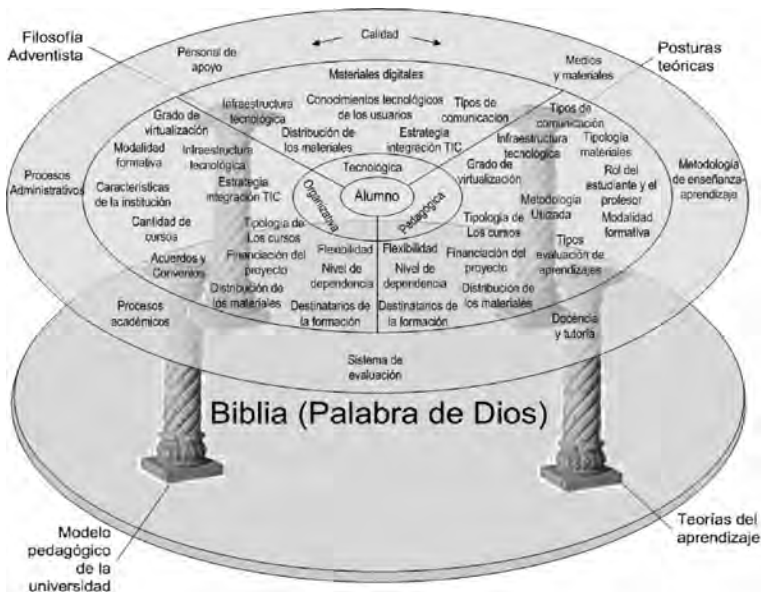 Filosofía
Adventista
Personal de
apoyo
Calidad
Medios
y materiales
Posturas
teóricas
Materiales digitales
Infraestructura
tecnológica
Conocimientos tecnológicos
de los usuarios
Tipos de
comunicación
Grado de
virtualización
Distribución de
los materiales
Estrategia
integración TIC
Tipos de
comunicación
Infraestructura
tecnológica
Tipología
materiales
Modalidad
formativa
Infraestructura
tecnológica
Tecnológica
Grado de
virtualización
Rol del
estudiante y el
profesor
Procesos
Administrativos
Metodología
de enseñanza-
aprendizaje
Características
de la institución
Estrategia
integración TIC
Organizativa
Alumno
Pedagógica
Metodología
Utilizada
Modalidad
formativa
Cantidad de
cursos
Tipología de
Los cursos
Tipología de
Los cursos
Tipos
evaluación de
aprendizajes
Acuerdos y
Convenios
Financiación del
proyecto
Flexibilidad
Flexibilidad
Financiación del
proyecto
Nivel de
dependencia
Nivel de
dependencia
Distribución de
los materiales
Destinatarios de
la formación
Destinatarios de
la formación
Distribución de
los materiales
Procesos
académicos
Docencia
y tutoría
Sistema de
evaluación
Biblia (Palabra de Dios)
Modelo
pedagógico
de la
universidad
Teorías del
aprendizaje